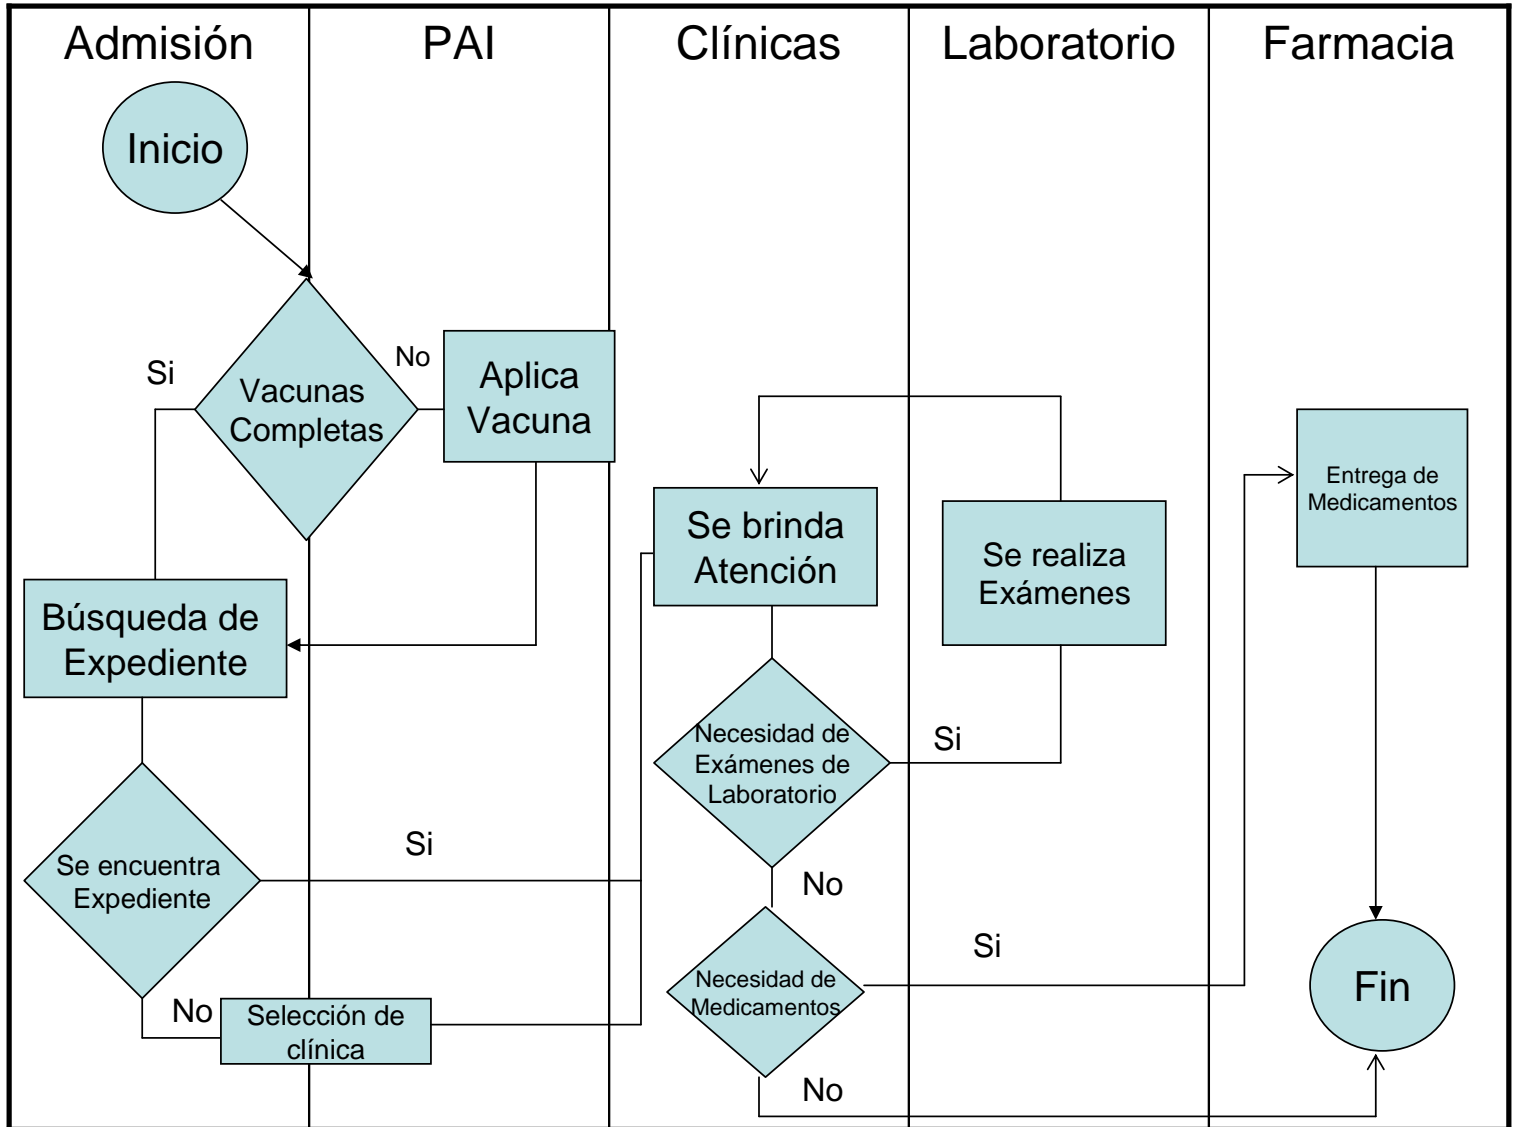 Admisión
PAI
Clínicas
Laboratorio
Farmacia
Inicio
Si
Vacunas
Completas
No
Aplica
Vacuna
Búsqueda de
Expediente
Se encuentra
Expediente
Si
No
Selección de
clínica
Se brinda
Atención
Necesidad de
Exámenes de
Laboratorio
Si
Se realiza
Exámenes
No
Necesidad de
Medicamentos
Si
No
Entrega de
Medicamentos
Fin